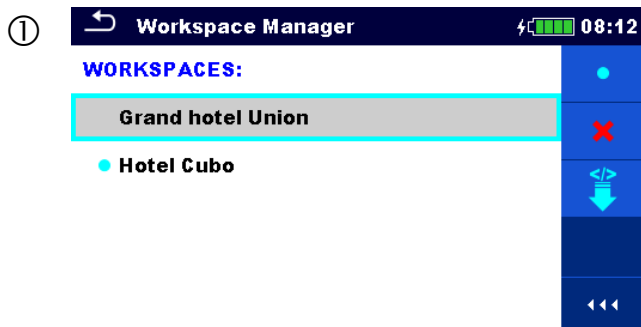 ①
Workspace Manager 08:12
WORKSPACES:
Grand hotel Union
Hotel Cubo
</>